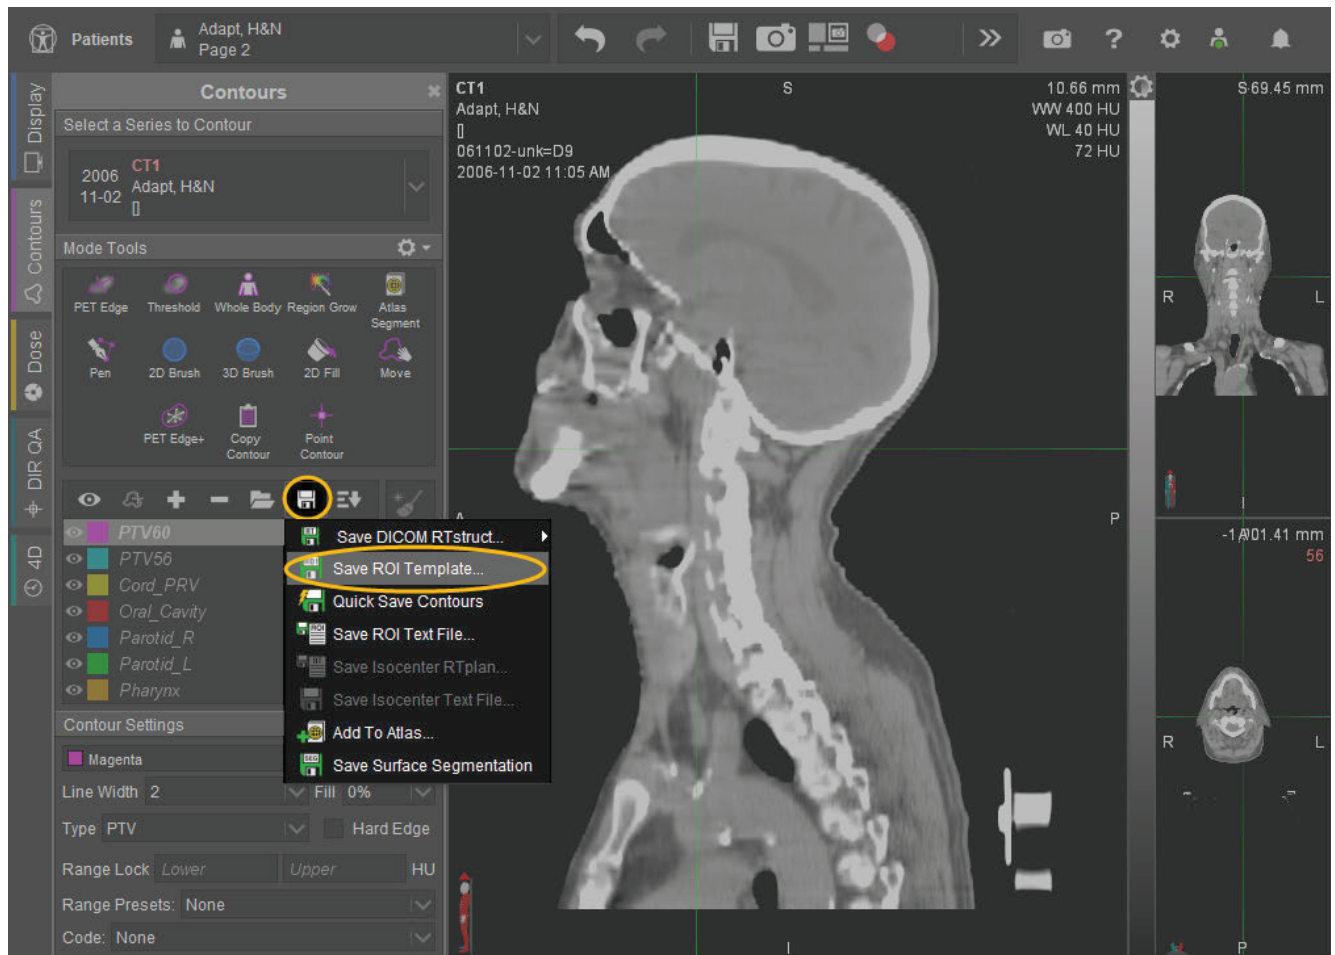 Patients
Adapt, H&N
Page 2
?
Display
Contours
Dose
DIR QA
4D
Contours
Select a Series to Contour
2006
11-02
CT1
Adapt, H&N
[]
Mode Tools
PET Edge
Threshold
Whole Body
Region Grow
Atlas
Segment
Pen
2D Brush
3D Brush
2D Fill
Move
PET Edge+
Copy
Contour
Point
Contour
PTV60
PTV56
Cord_PRV
Oral_Cavity
Parotid_R
Parotid_L
Pharynx
Save DICOM RTstruct...
Save ROI Template...
Quick Save Contours
Save ROI Text File...
Save Isocenter RTplan...
Save Isocenter Text File...
Add To Atlas...
Save Surface Segmentation
Contour Settings
Magenta
Line Width 2
Fill 0%
Type PTV
Hard Edge
Range Lock Lower Upper HU
Range Presets: None
Code: None
CT1
Adapt, H&N
[]
061102-unk=D9
2006-11-02 11:05 AM
S
10.66 mm
WW 400 HU
WL 40 HU
72 HU
A
P
I
S
69.45 mm
R
L
I
01.41 mm
56
R
L
P